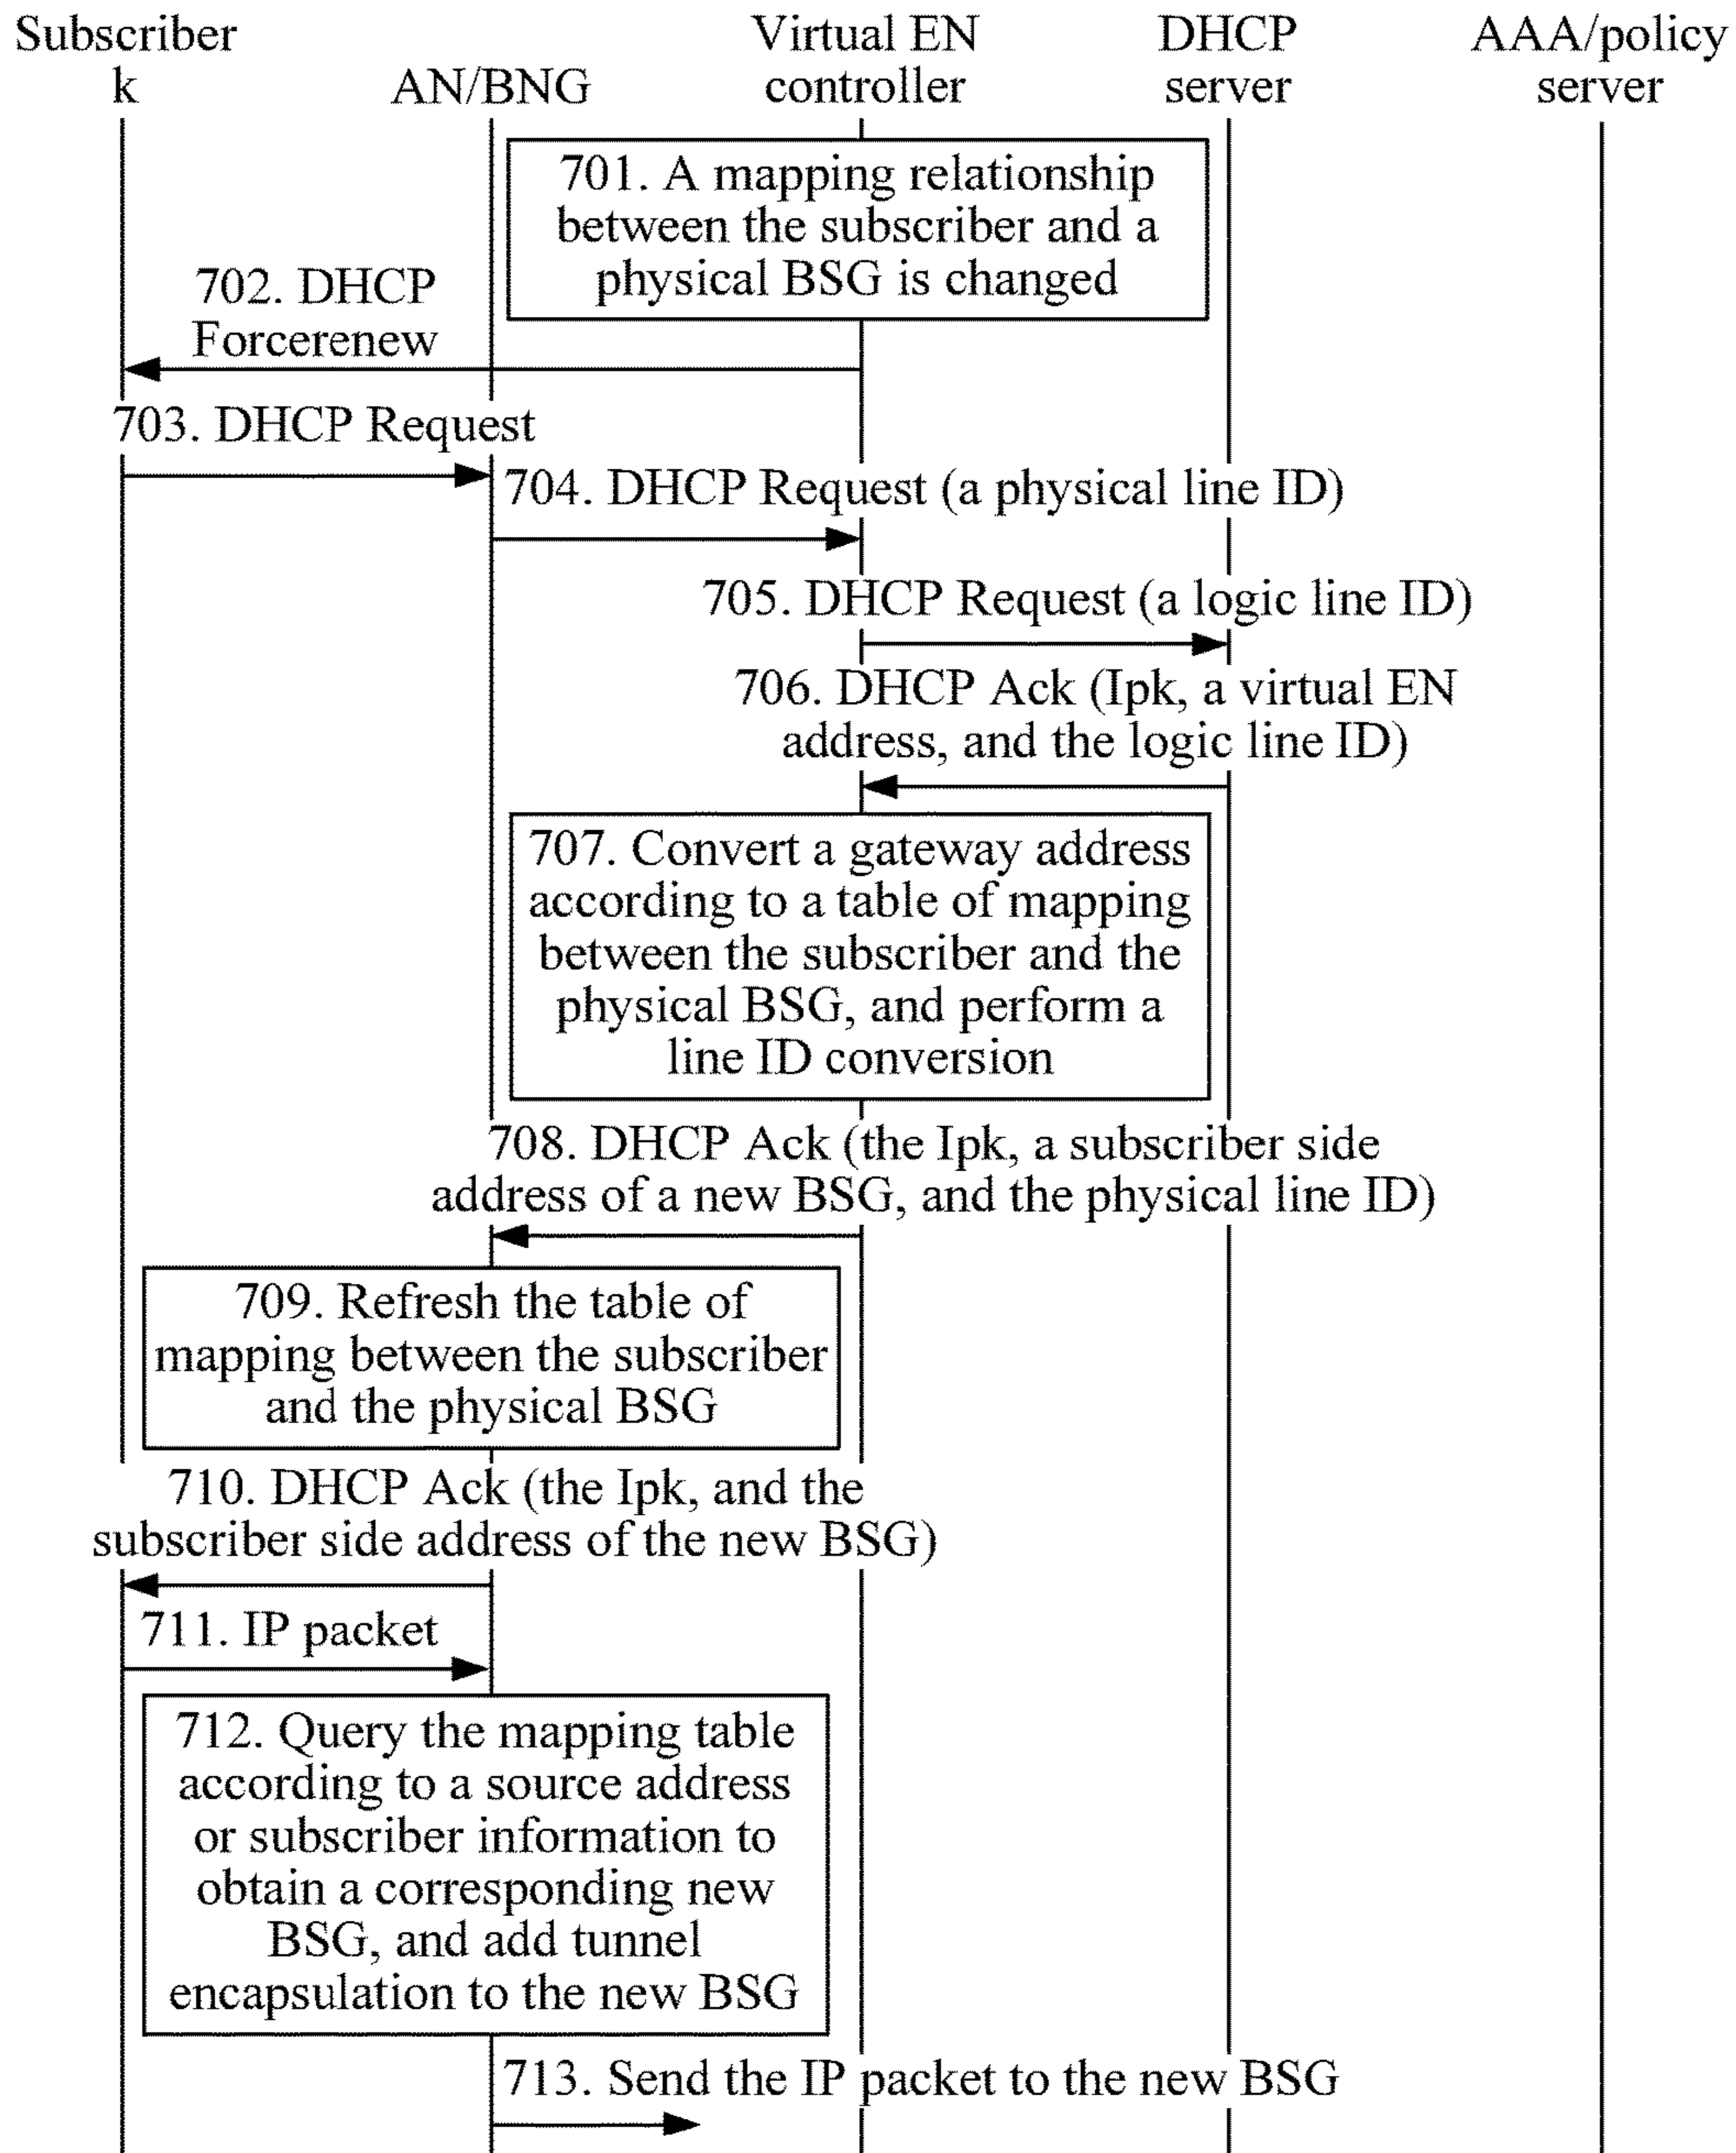 Subscriber
k
AN/BNG
Virtual EN
controller
DHCP
server
AAA/policy
server
701. A mapping relationship
between the subscriber and a
physical BSG is changed
702. DHCP
Forcerenew
703. DHCP Request
704. DHCP Request (a physical line ID)
705. DHCP Request (a logic line ID)
706. DHCP Ack (Ipk, a virtual EN
address, and the logic line ID)
707. Convert a gateway address
according to a table of mapping
between the subscriber and the
physical BSG, and perform a
line ID conversion
708. DHCP Ack (the Ipk, a subscriber side
address of a new BSG, and the physical line ID)
709. Refresh the table of
mapping between the subscriber
and the physical BSG
710. DHCP Ack (the Ipk, and the
subscriber side address of the new BSG)
711. IP packet
712. Query the mapping table
according to a source address
or subscriber information to
obtain a corresponding new
BSG, and add tunnel
encapsulation to the new BSG
713. Send the IP packet to the new BSG